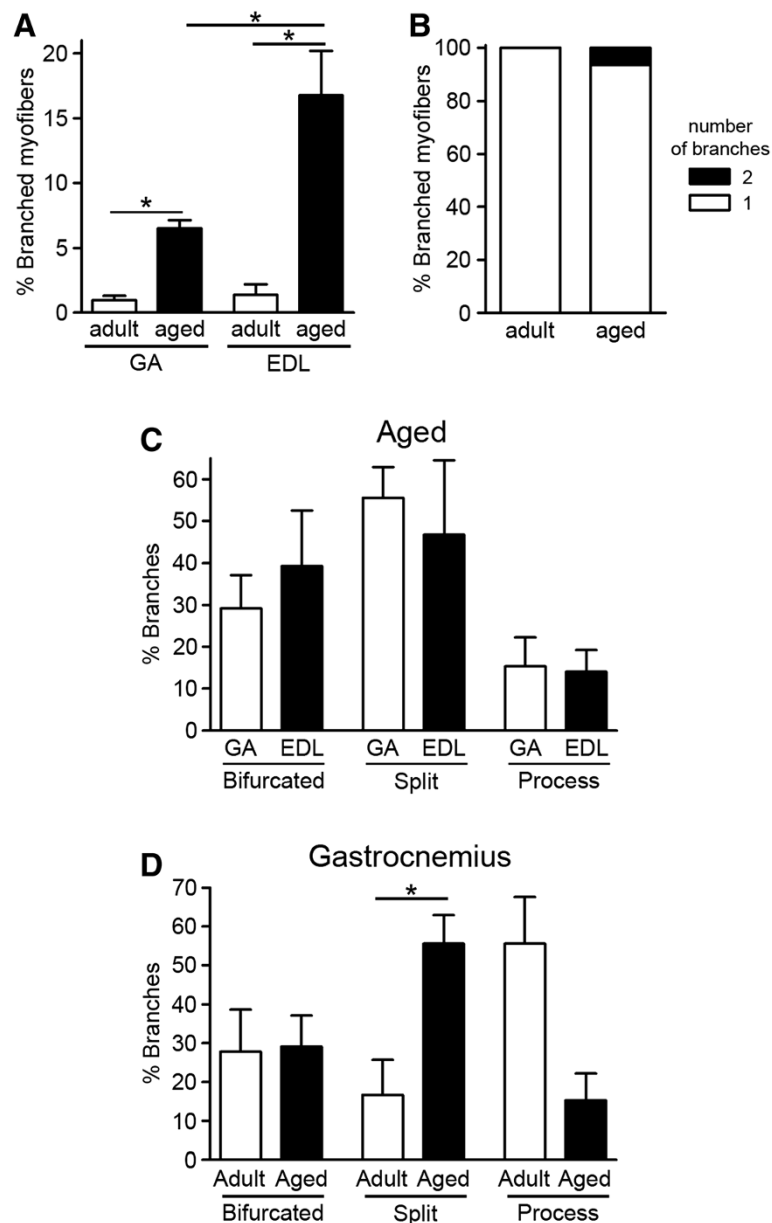 A
*
*
*
% Branched myofibers
20
15
10
5
0
adult aged adult aged
GA EDL
B
% Branched myofibers
100
80
60
40
20
0
adult aged
number
of branches
2
1
C
Aged
% Branches
60
50
40
30
20
10
0
GA EDL GA EDL GA EDL
Bifurcated Split Process
D
Gastrocnemius
*
% Branches
70
60
50
40
30
20
10
0
Adult Aged Adult Aged Adult Aged
Bifurcated Split Process